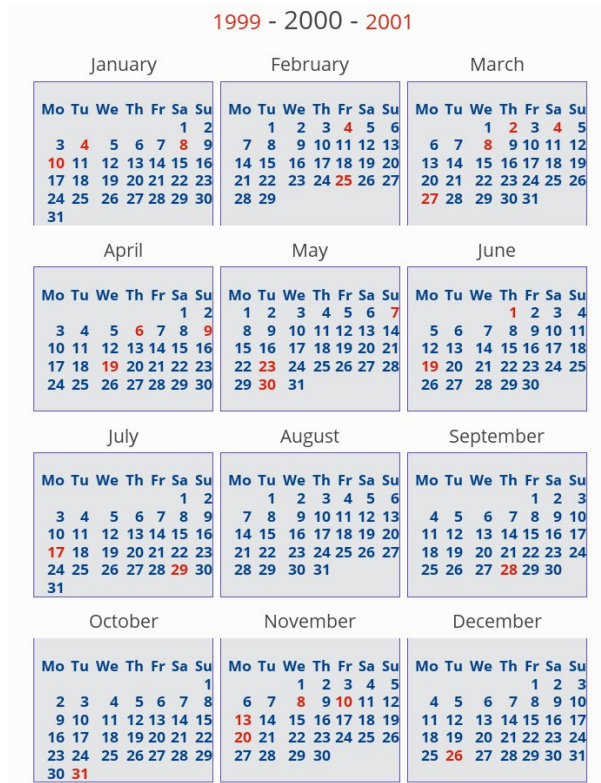 1999 - 2000 - 2001
January
Mo Tu We Th Fr Sa Su
1 2
3 4 5 6 7 8 9
10 11 12 13 14 15 16
17 18 19 20 21 22 23
24 25 26 27 28 29 30
31
February
Mo Tu We Th Fr Sa Su
1 2 3 4 5 6
7 8 9 10 11 12 13
14 15 16 17 18 19 20
21 22 23 24 25 26 27
28 29
March
Mo Tu We Th Fr Sa Su
1 2 3 4 5
6 7 8 9 10 11 12
13 14 15 16 17 18 19
20 21 22 23 24 25 26
27 28 29 30 31
April
Mo Tu We Th Fr Sa Su
1 2
3 4 5 6 7 8 9
10 11 12 13 14 15 16
17 18 19 20 21 22 23
24 25 26 27 28 29 30
May
Mo Tu We Th Fr Sa Su
1 2 3 4 5 6 7
8 9 10 11 12 13 14
15 16 17 18 19 20 21
22 23 24 25 26 27 28
29 30 31
June
Mo Tu We Th Fr Sa Su
1 2 3 4
5 6 7 8 9 10 11
12 13 14 15 16 17 18
19 20 21 22 23 24 25
26 27 28 29 30
July
Mo Tu We Th Fr Sa Su
1 2
3 4 5 6 7 8 9
10 11 12 13 14 15 16
17 18 19 20 21 22 23
24 25 26 27 28 29 30
31
August
Mo Tu We Th Fr Sa Su
1 2 3 4 5 6
7 8 9 10 11 12 13
14 15 16 17 18 19 20
21 22 23 24 25 26 27
28 29 30 31
September
Mo Tu We Th Fr Sa Su
1 2 3
4 5 6 7 8 9 10
11 12 13 14 15 16 17
18 19 20 21 22 23 24
25 26 27 28 29 30
October
Mo Tu We Th Fr Sa Su
1
2 3 4 5 6 7 8
9 10 11 12 13 14 15
16 17 18 19 20 21 22
23 24 25 26 27 28 29
30 31
November
Mo Tu We Th Fr Sa Su
1 2 3 4 5
6 7 8 9 10 11 12
13 14 15 16 17 18 19
20 21 22 23 24 25 26
27 28 29 30
December
Mo Tu We Th Fr Sa Su
1 2 3
4 5 6 7 8 9 10
11 12 13 14 15 16 17
18 19 20 21 22 23 24
25 26 27 28 29 30 31